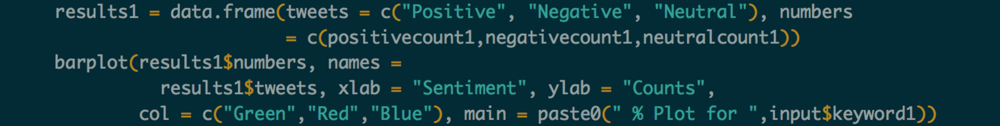 results1 = data.frame(tweets = c("Positive", "Negative", "Neutral"), numbers
= c(positivecount1,negativecount1,neutralcount1))
barplot(results1$numbers, names =
results1$tweets, xlab = "Sentiment", ylab = "Counts",
col = c("Green","Red","Blue"), main = paste0(" % Plot for ",input$keyword1))